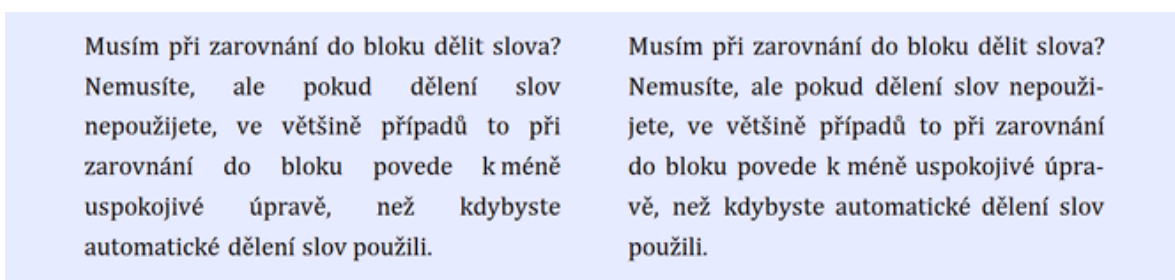 Musím při zarovnání do bloku dělit slova?
Nemusíte, ale pokud dělení slov
nepoužijete, ve většině případů to při
zarovnání do bloku povede k méně
uspokojivé úpravě, než kdybyste
automatické dělení slov použili.
Musím při zarovnání do bloku dělit slova?
Nemusíte, ale pokud dělení slov nepouži-
jete, ve většině případů to při zarovnání
do bloku povede k méně uspokojivé úpra-
vě, než kdybyste automatické dělení slov
použili.